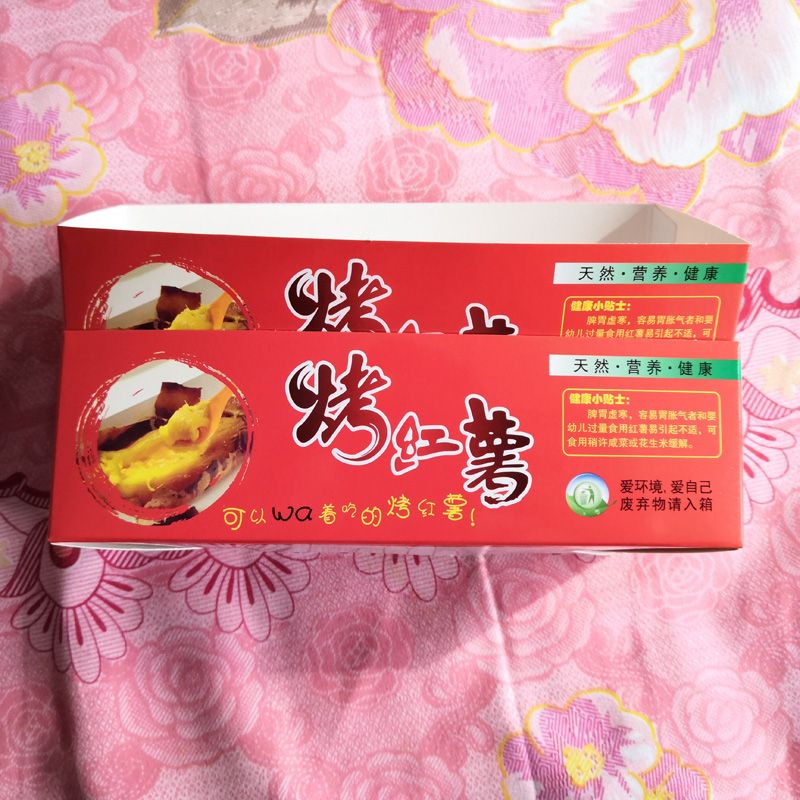 烤红薯
天然·营养·健康
健康小贴士：
脾胃虚寒，容易胃胀气者和婴
幼儿过量食用红薯易引起不适，可
烤红薯
可以wa着吃的烤红薯！
天然·营养·健康
健康小贴士：
脾胃虚寒，容易胃胀气者和婴
幼儿过量食用红薯易引起不适，可
食用稍许咸菜或花生米缓解。
爱环境，爱自己
废弃物请入箱